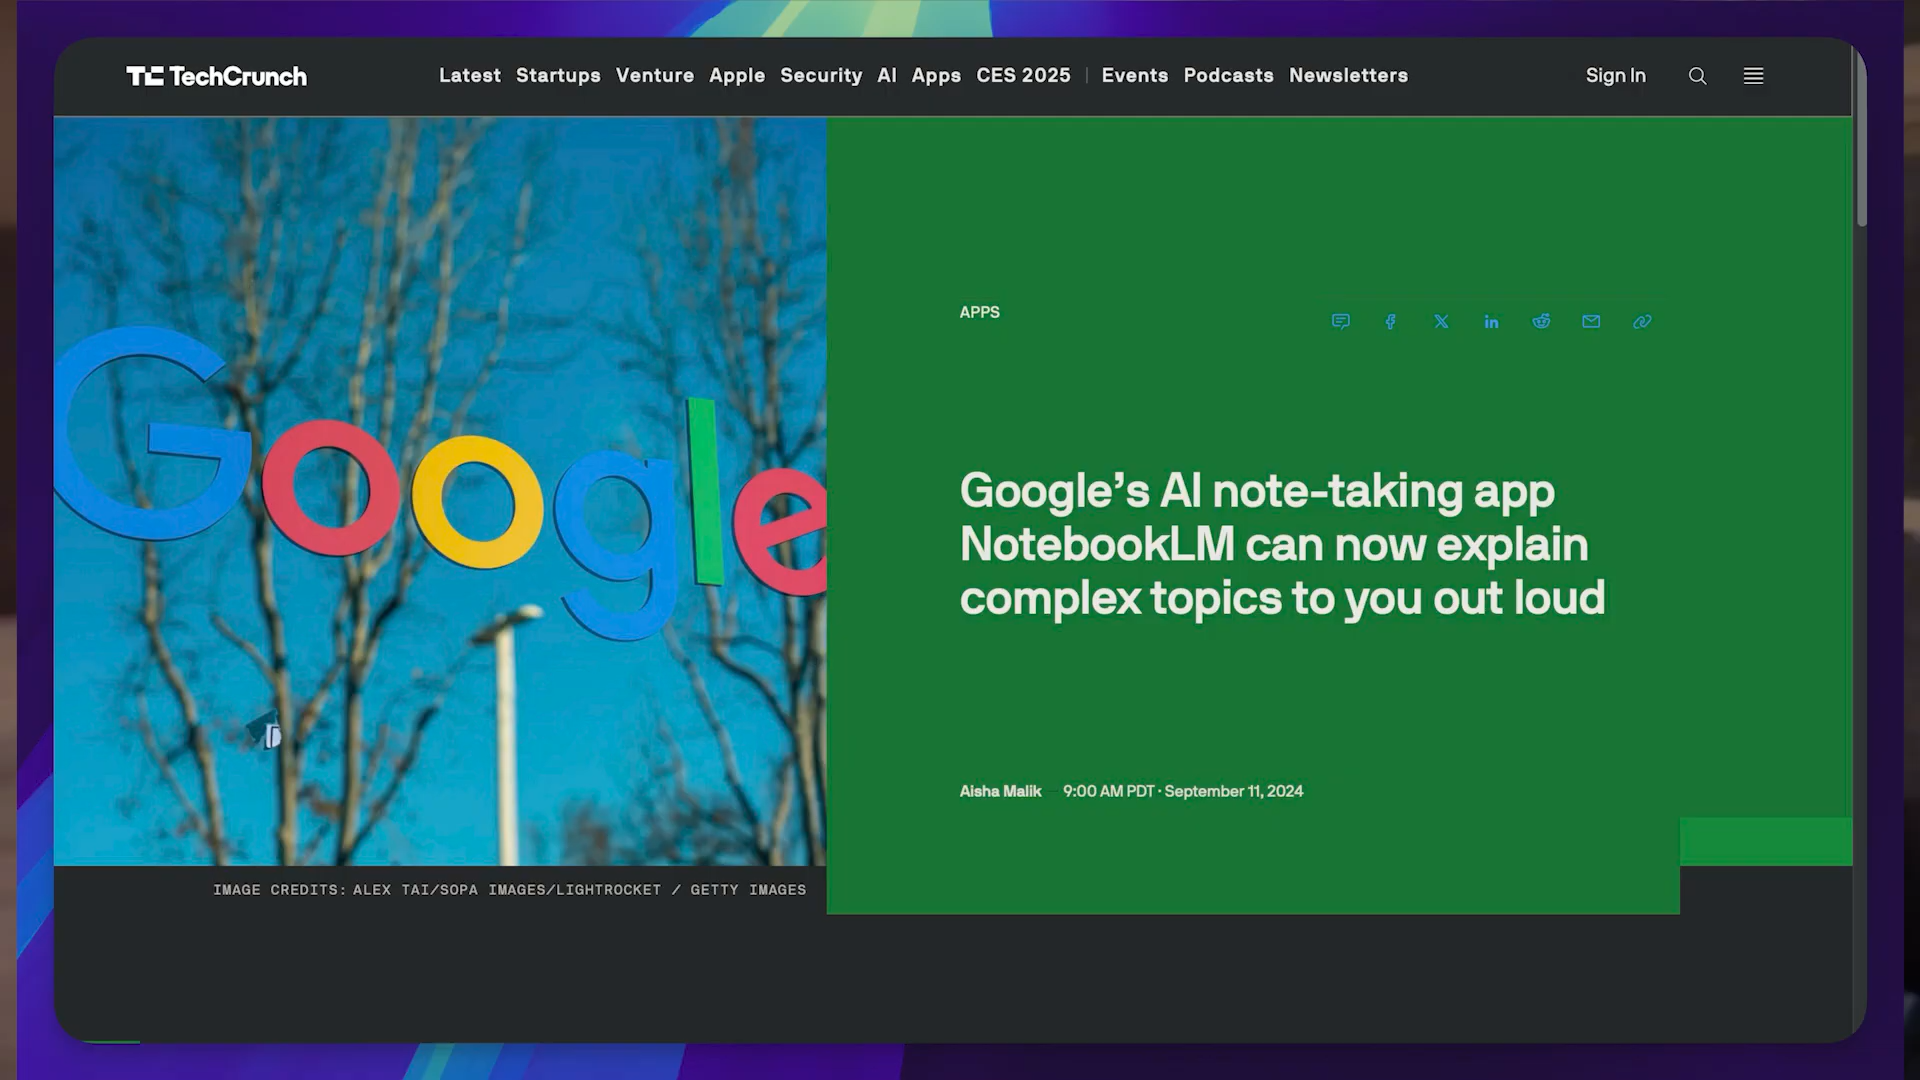 TechCrunch
Latest Startups Venture Apple Security AI Apps CES 2025 | Events Podcasts Newsletters
Sign In
Google
APPS
Google’s AI note-taking app
NotebookLM can now explain
complex topics to you out loud
Aisha Malik — 9:00 AM PDT · September 11, 2024
IMAGE CREDITS: ALEX TAI/SOPA IMAGES/LIGHTROCKET / GETTY IMAGES